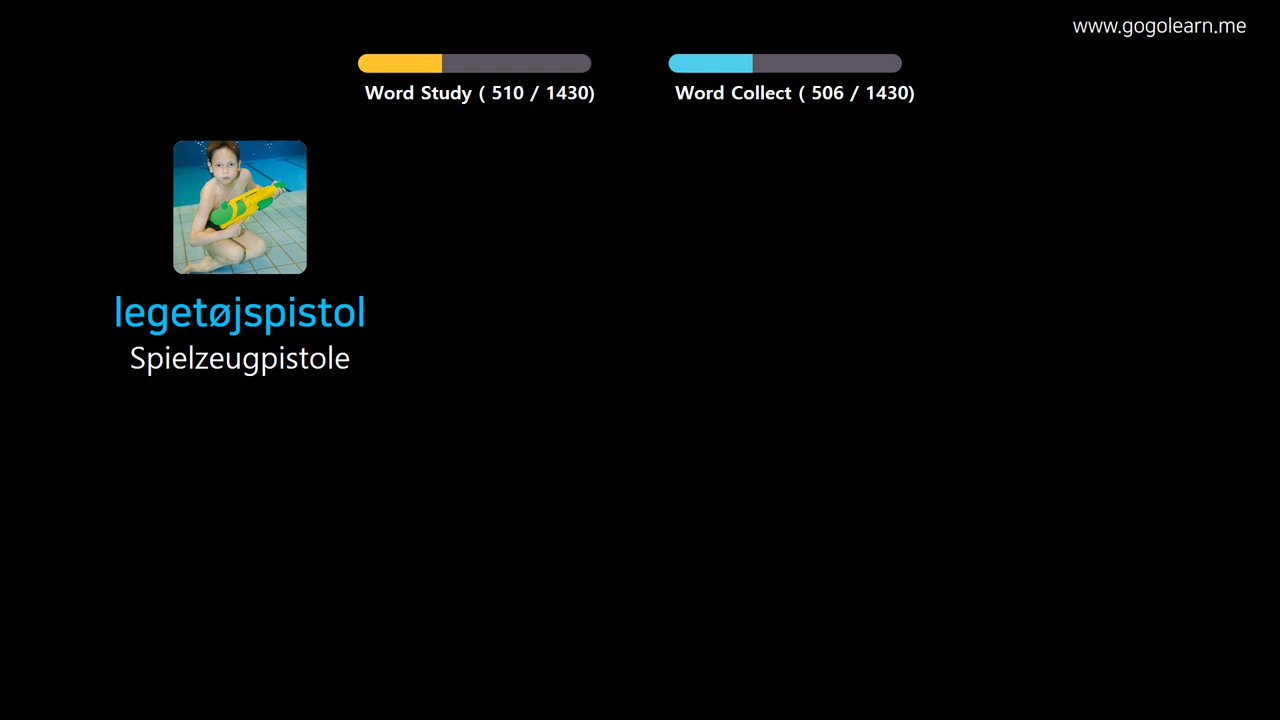 www.gogolearn.me
Word Study ( 510 / 1430)
Word Collect ( 506 / 1430)
legetøjspistol
Spielzeugpistole